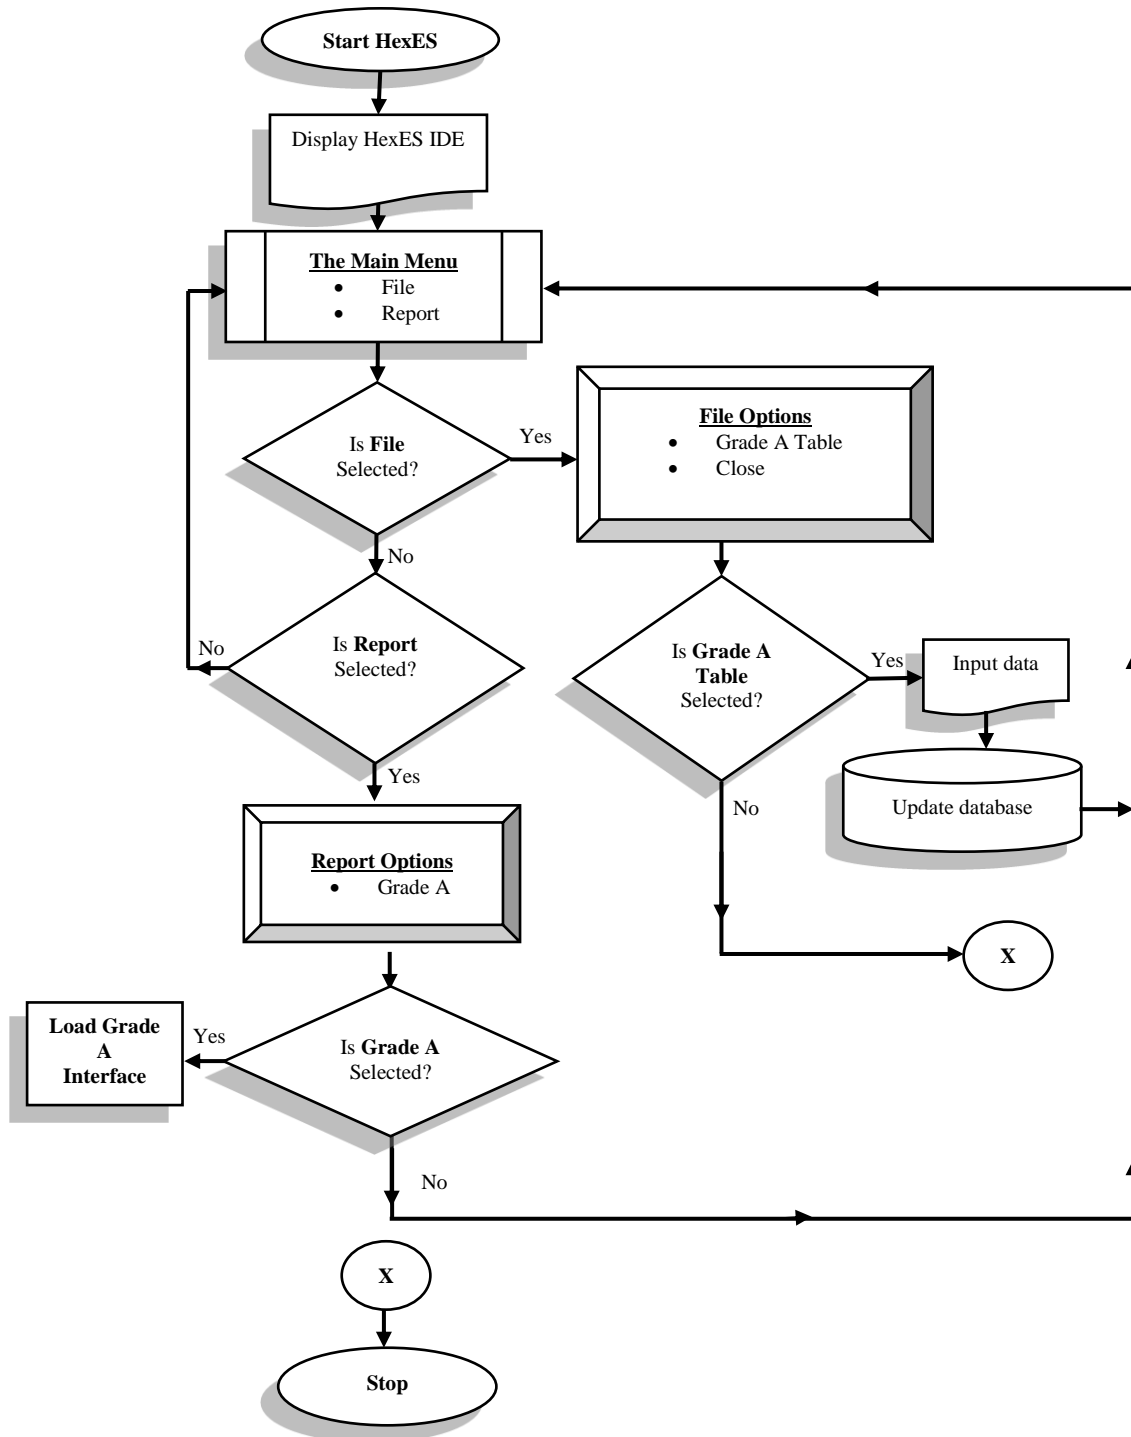 Start HexES
Display HexES IDE
The Main Menu
• File
• Report
Is File
Selected?
Yes
File Options
• Grade A Table
• Close
No
Is Report
Selected?
No
Is Grade A
Table
Selected?
Yes
Input data
Yes
No
Update database
Report Options
• Grade A
X
Load Grade
A
Interface
Yes
Is Grade A
Selected?
No
X
Stop